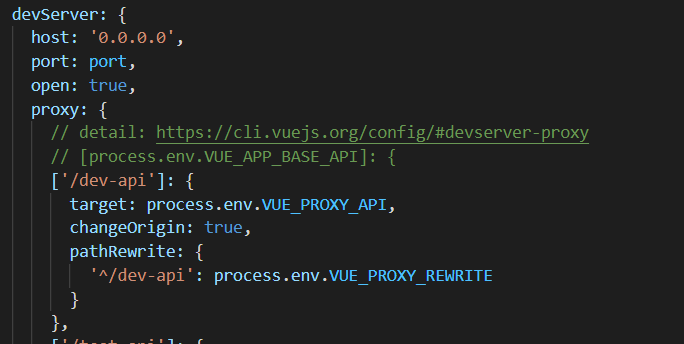 devServer: {
host: '0.0.0.0',
port: port,
open: true,
proxy: {
// detail: https://cli.vuejs.org/config/#devserver-proxy
// [process.env.VUE_APP_BASE_API]: {
['/dev-api']: {
target: process.env.VUE_PROXY_API,
changeOrigin: true,
pathRewrite: {
'^/dev-api': process.env.VUE_PROXY_REWRITE
}
},